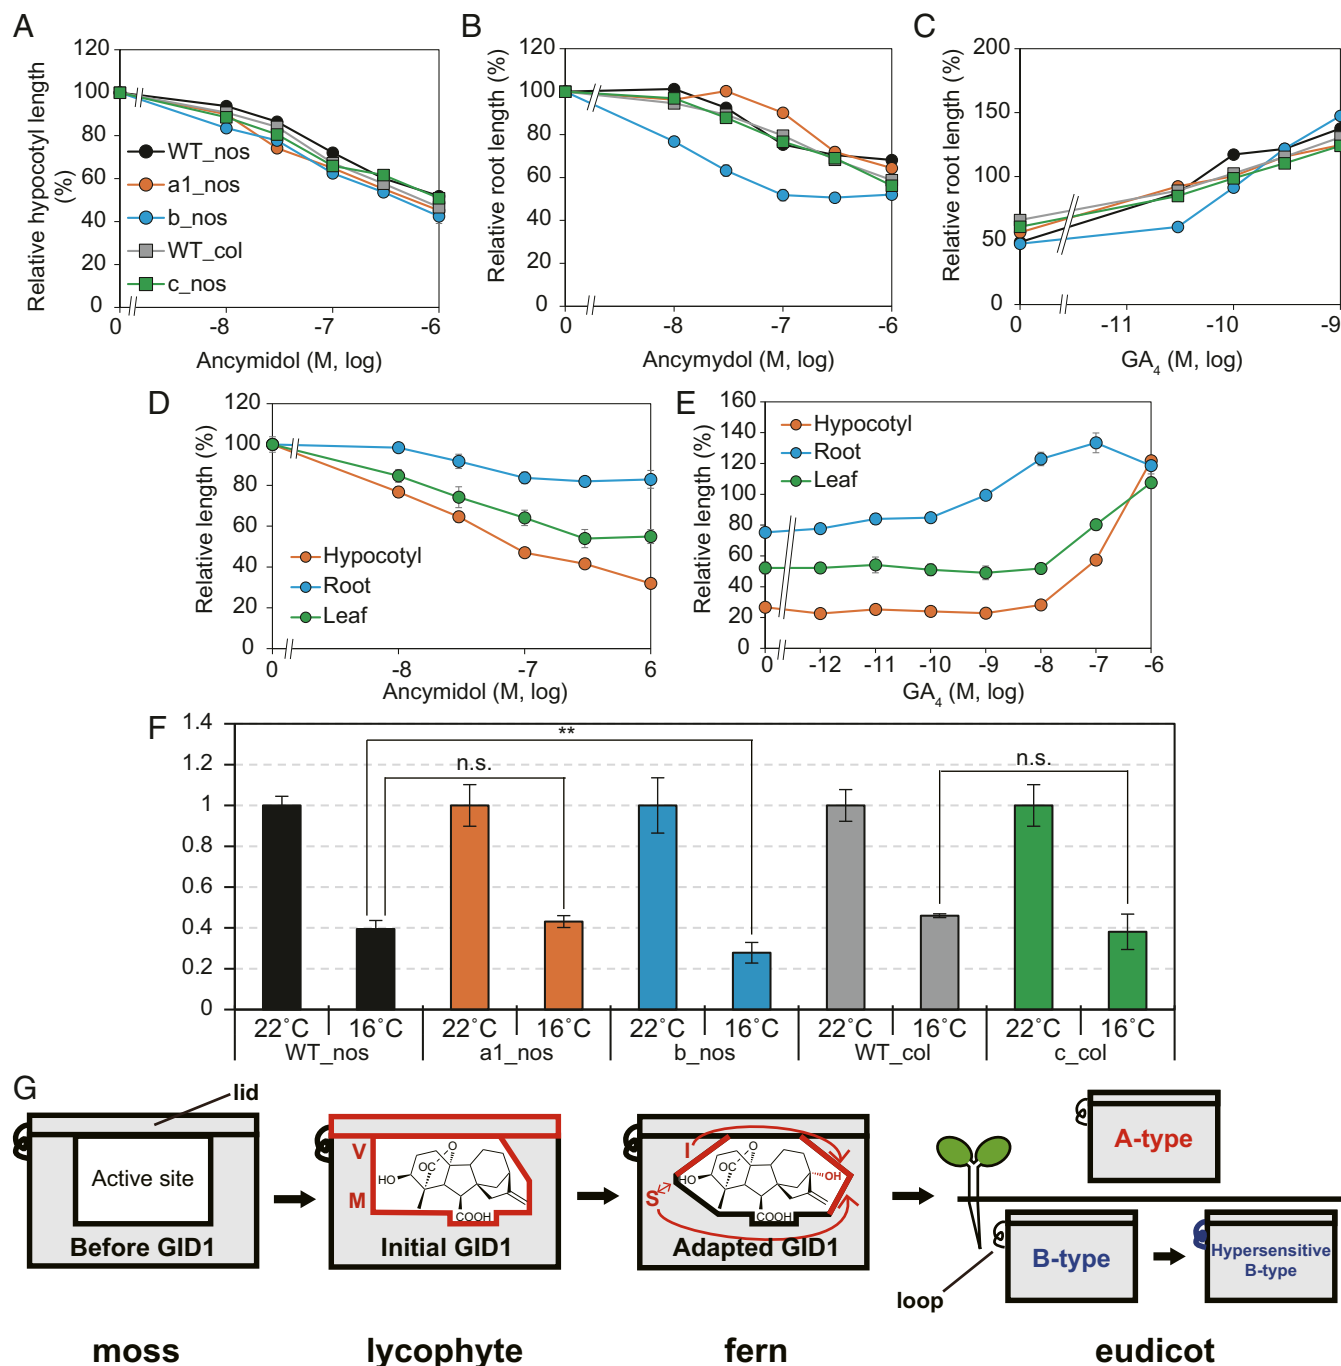 A
Relative hypocotyl length
(%)
120
100
80
60
40
20
0
WT_nos
a1_nos
b_nos
WT_col
c_nos
0
-8
-7
-6
Ancymidol (M, log)
B
Relative root length (%)
120
100
80
60
40
20
0
0
-8
-7
-6
Ancymydol (M, log)
C
Relative root length (%)
200
150
100
50
0
0
-11
-10
-9
GA4 (M, log)
D
Relative length (%)
120
100
80
60
40
20
0
Hypocotyl
Root
Leaf
0
-8
-7
6
Ancymidol (M, log)
E
Relative length (%)
160
140
120
100
80
60
40
20
0
Hypocotyl
Root
Leaf
0
-12
-11
-10
-9
-8
-7
-6
GA4 (M, log)
F
1.4
1.2
1
0.8
0.6
0.4
0.2
0
**
n.s.
n.s.
22˚C 16˚C 22˚C 16˚C 22˚C 16˚C 22˚C 16˚C 22˚C 16˚C
WT_nos a1_nos b_nos WT_col c_col
G
lid
Active site
Before GID1
V
M
HO
OC
O
COOH
Initial GID1
I
S
HO
OC
O
OH
COOH
Adapted GID1
A-type
B-type
Hypersensitive
B-type
loop
moss
lycophyte
fern
eudicot